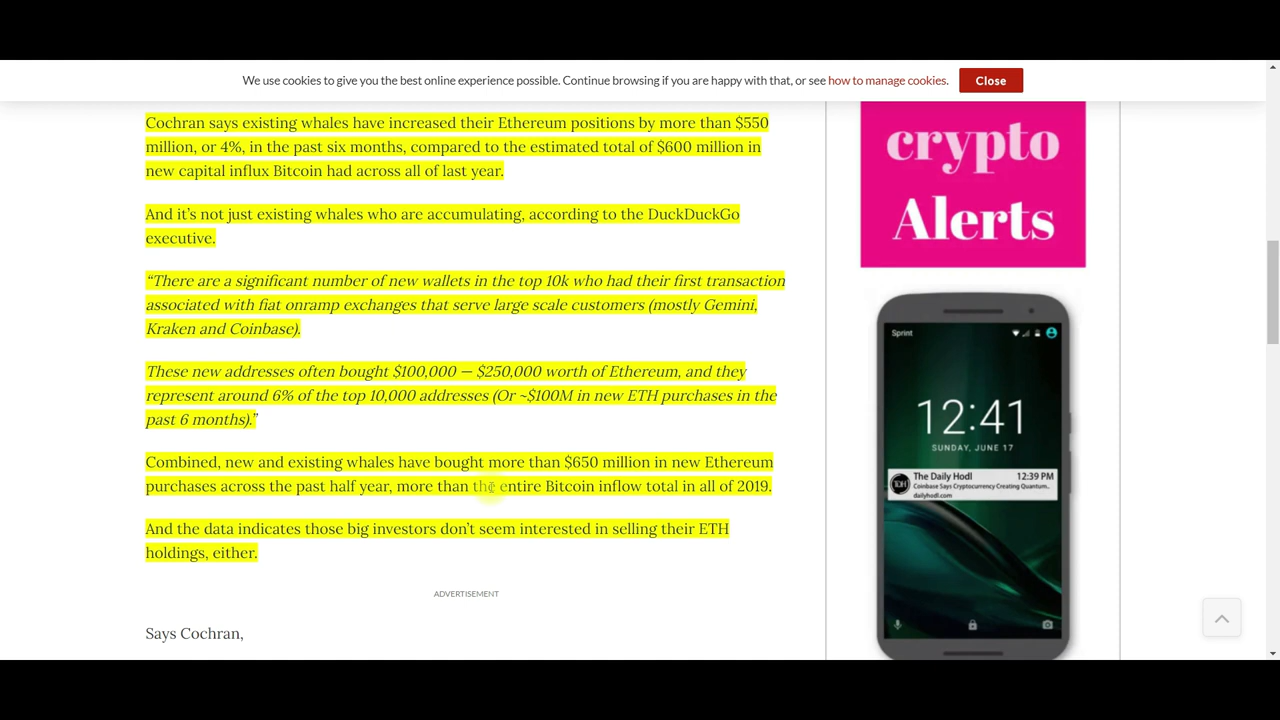 We use cookies to give you the best online experience possible. Continue browsing if you are happy with that, or see how to manage cookies.
Close
Cochran says existing whales have increased their Ethereum positions by more than $550
million, or 4%, in the past six months, compared to the estimated total of $600 million in
new capital influx Bitcoin had across all of last year.
And it’s not just existing whales who are accumulating, according to the DuckDuckGo
executive.
“There are a significant number of new wallets in the top 10k who had their first transaction
associated with fiat onramp exchanges that serve large scale customers (mostly Gemini,
Kraken and Coinbase).
These new addresses often bought $100,000 — $250,000 worth of Ethereum, and they
represent around 6% of the top 10,000 addresses (Or ~$100M in new ETH purchases in the
past 6 months).”
Combined, new and existing whales have bought more than $650 million in new Ethereum
purchases across the past half year, more than the entire Bitcoin inflow total in all of 2019.
And the data indicates those big investors don’t seem interested in selling their ETH
holdings, either.
ADVERTISEMENT
Says Cochran,
crypto
Alerts
Sprint
12:41
SUNDAY, JUNE 17
The Daily Hodl 12:39 PM
Coinbase Says Cryptocurrency Creating Quantum..
dailyhodl.com